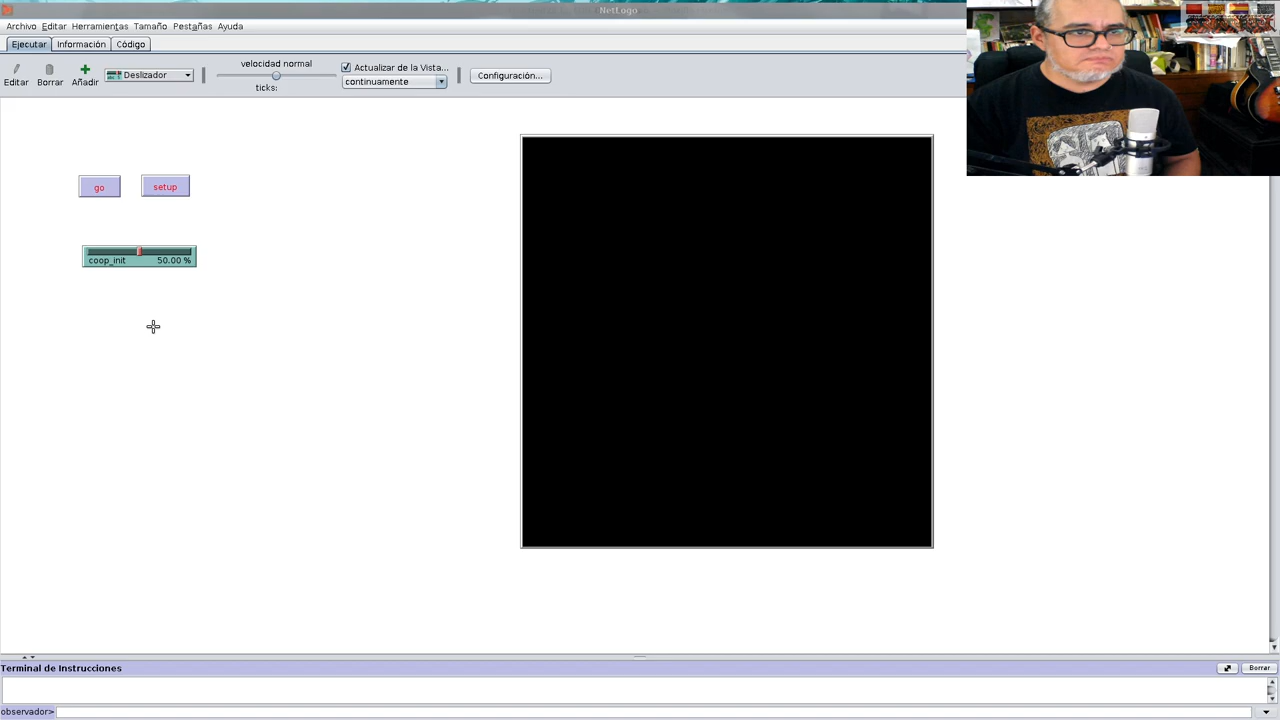 NetLogo
Archivo Editar Herramientas Tamaño Pestañas Ayuda
Ejecutar Información Código
Editar Borrar Añadir Deslizador velocidad normal ticks: Actualizar de la Vista... continuamente Configuración...
go setup
coop_init 50.00 %
Terminal de Instrucciones Borrar
observador>